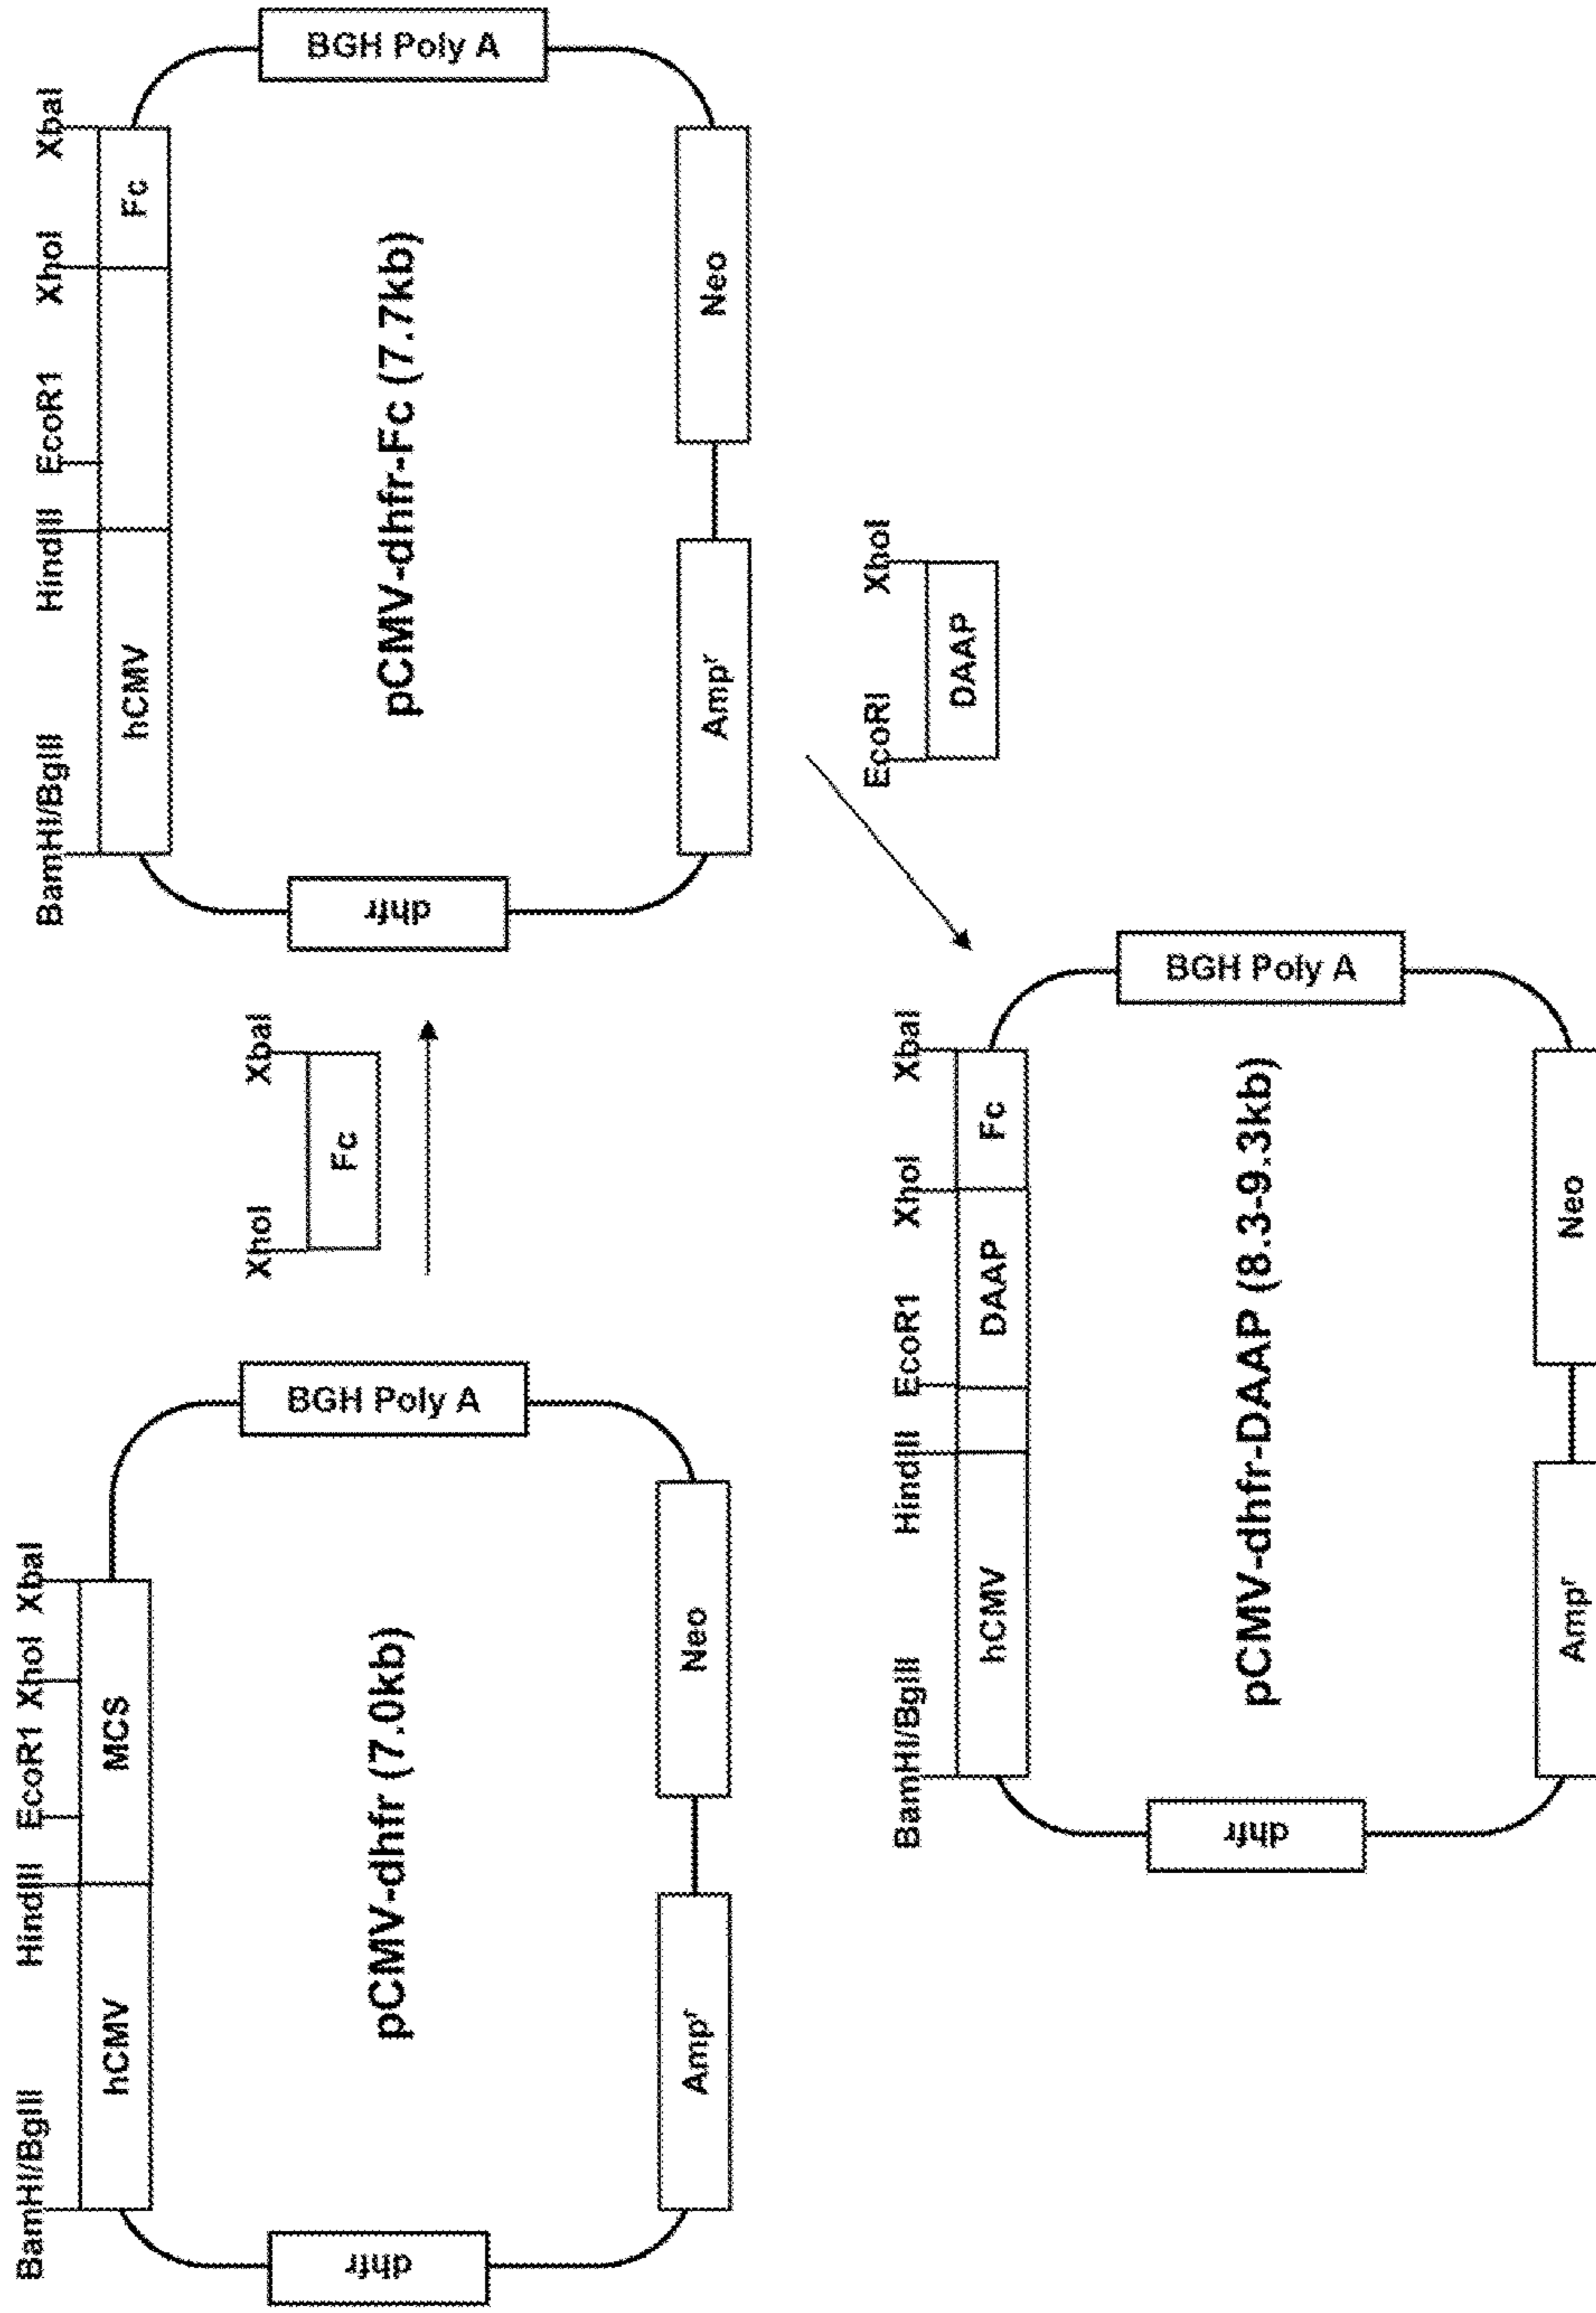 BamHI/BglII HindIII EcoR1 XhoI XbaI
hCMV MCS
dhfr
pCMV-dhfr (7.0kb)
BGH Poly A
Ampʳ Neo
XhoI XbaI
Fc
BamHI/BglII HindIII EcoR1 XhoI XbaI
hCMV Fc
dhfr
pCMV-dhfr-Fc (7.7kb)
BGH Poly A
Ampʳ Neo
EcoRI XhoI
DAAP
BamHI/BglII HindIII EcoR1 XhoI XbaI
hCMV DAAP Fc
dhfr
pCMV-dhfr-DAAP (8.3-9.3kb)
BGH Poly A
Ampʳ Neo